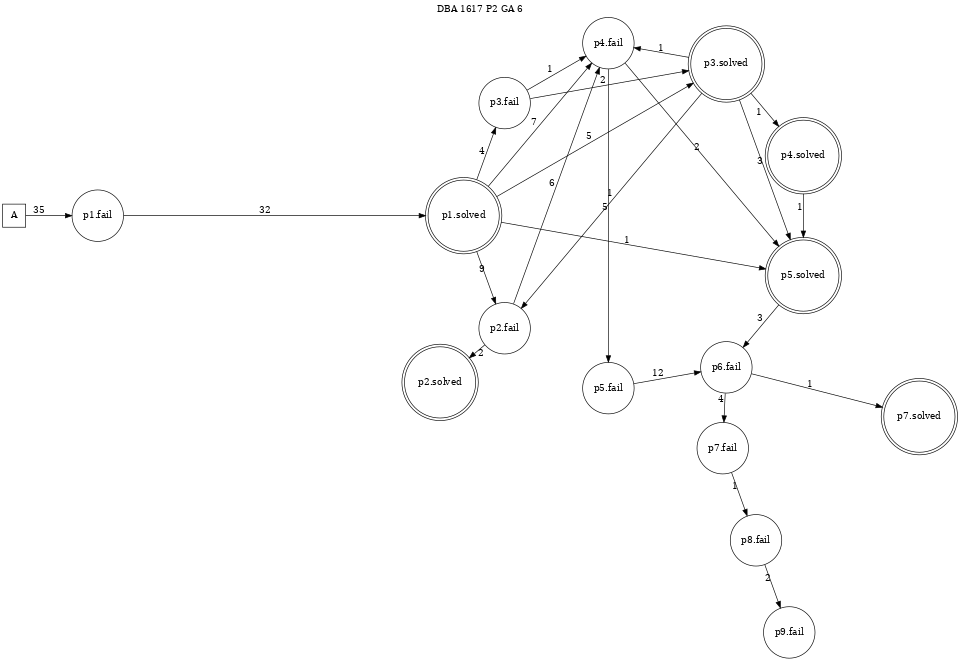 DBA 1617 P2 GA 6
p4.fail
1
p3.solved
1
2
p3.fail
1
7
4
5
2
3
p4.solved
6
1
5
1
A
35
p1.fail
32
p1.solved
1
9
p5.solved
3
p2.fail
2
p2.solved
p5.fail
12
p6.fail
1
4
p7.solved
p7.fail
1
p8.fail
2
p9.fail